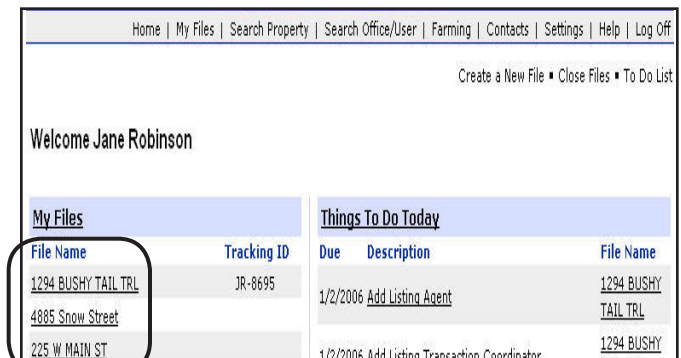 Home | My Files | Search Property | Search Office/User | Farming | Contacts | Settings | Help | Log Off
Create a New File ▪ Close Files ▪ To Do List
Welcome Jane Robinson
My Files
File Name Tracking ID
1294 BUSHY TAIL TRL JR-8695
4885 Snow Street
225 W MAIN ST
Things To Do Today
Due Description File Name
1/2/2006 Add Listing Agent 1294 BUSHY
TAIL TRL
1/2/2006 Add Listing Transaction Coordinator 1294 BUSHY